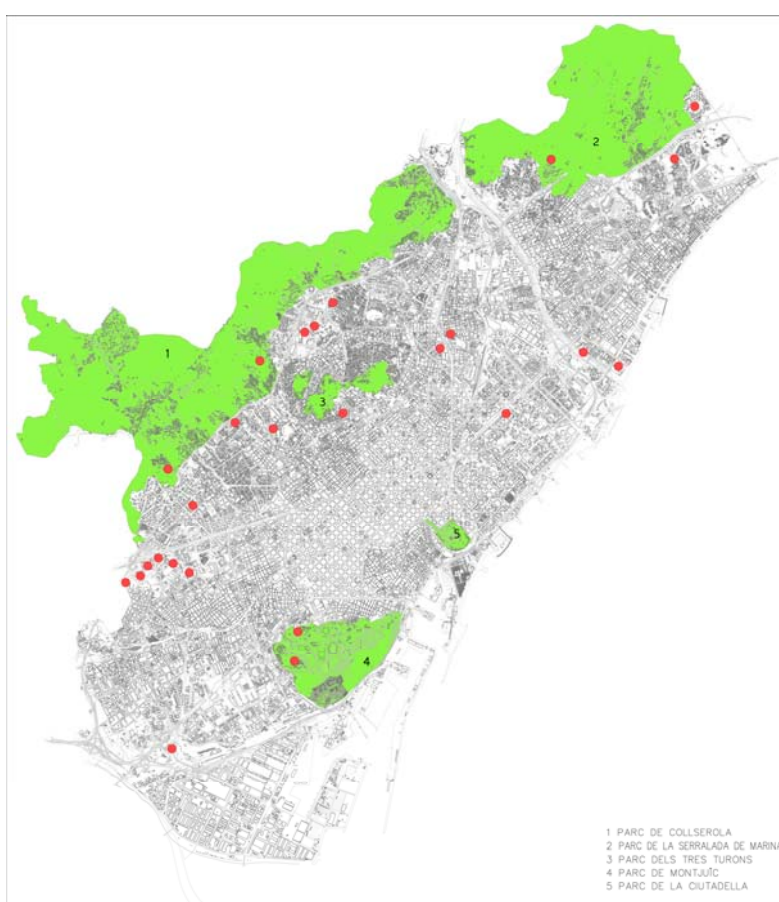 2
1
3
5
4
1 PARC DE COLLSEROLA
2 PARC DE LA SERRALADA DE MARINA
3 PARC DELS TRES TURONS
4 PARC DE MONTJUÏC
5 PARC DE LA CIUTADELLA